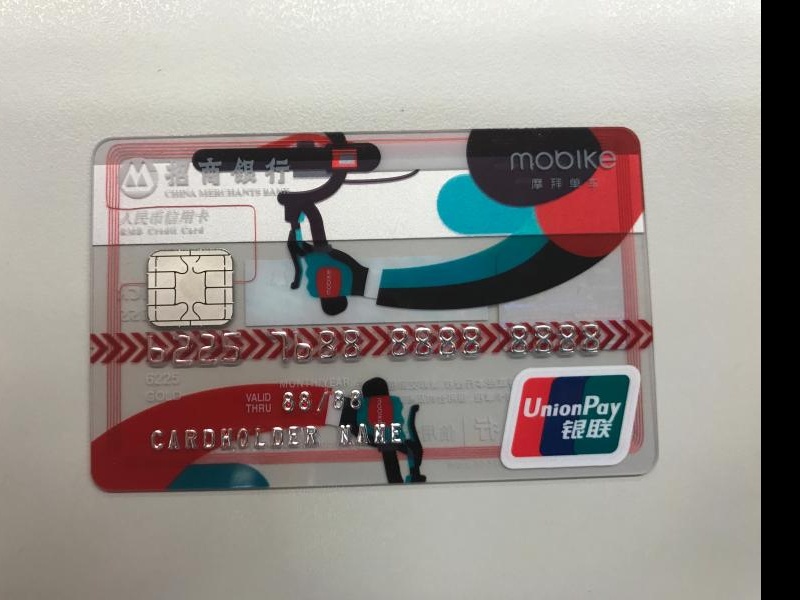 招商银行
CHINA MERCHANTS BANK
mobike
摩拜单车
人民币信用卡
RMB Credit Card
mobike
6225 7688 8888 8888
6225
GOLD
MONTH/YEAR
VALID THRU 88/88
CARDHOLDER NAME
UnionPay
银联